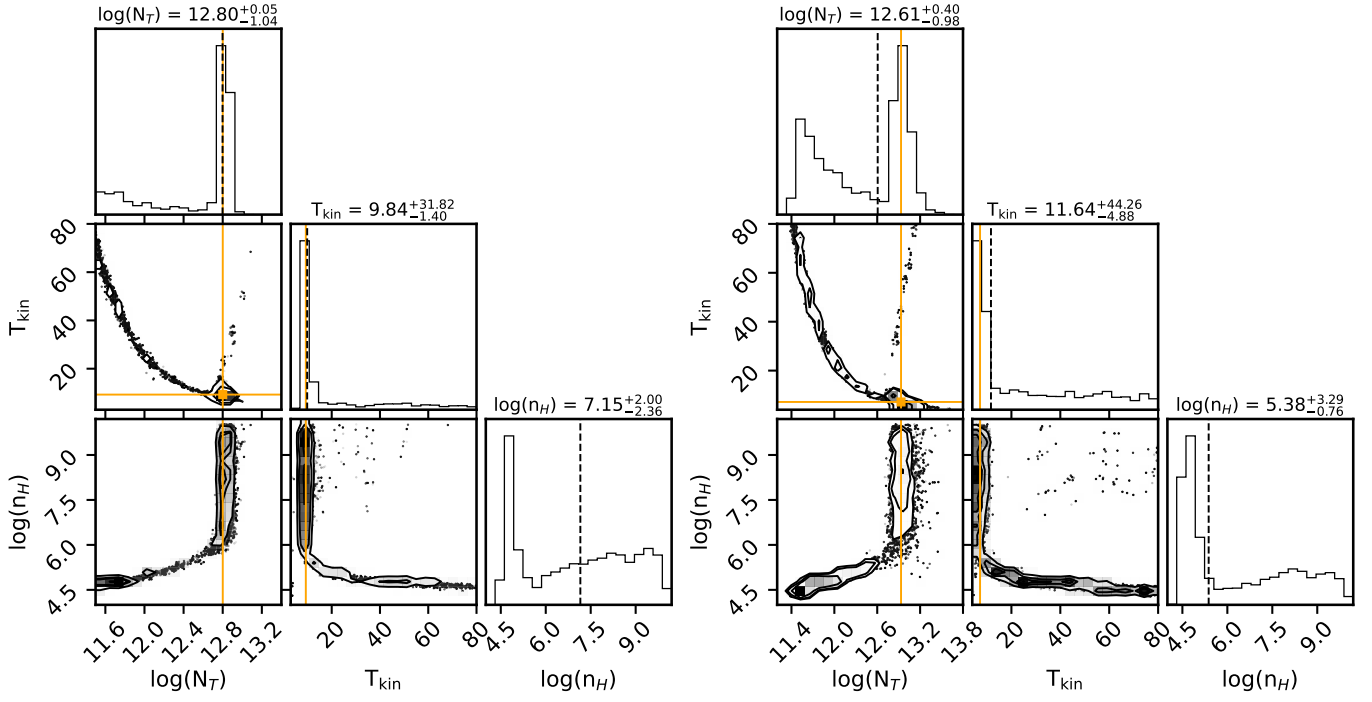 log(N_T) = 12.80^{+0.05}_{-1.04}
log(N_T) = 12.61^{+0.40}_{-0.98}
80
60
40
20
T_kin
T_kin = 9.84^{+31.82}_{-1.40}
T_kin
T_kin = 11.64^{+44.26}_{-4.88}
80
60
40
20
9.0
7.5
6.0
4.5
log(n_H)
log(n_H) = 7.15^{+2.00}_{-2.36}
9.0
7.5
6.0
4.5
log(n_H)
log(n_H) = 5.38^{+3.29}_{-0.76}
11.6 12.0 12.4 12.8 13.2
20 40 60 80
4.5 6.0 7.5 9.0
11.4 12.0 12.6 13.2 13.8
20 40 60 80
4.5 6.0 7.5 9.0
log(N_T) T_kin log(n_H)
log(N_T) T_kin log(n_H)